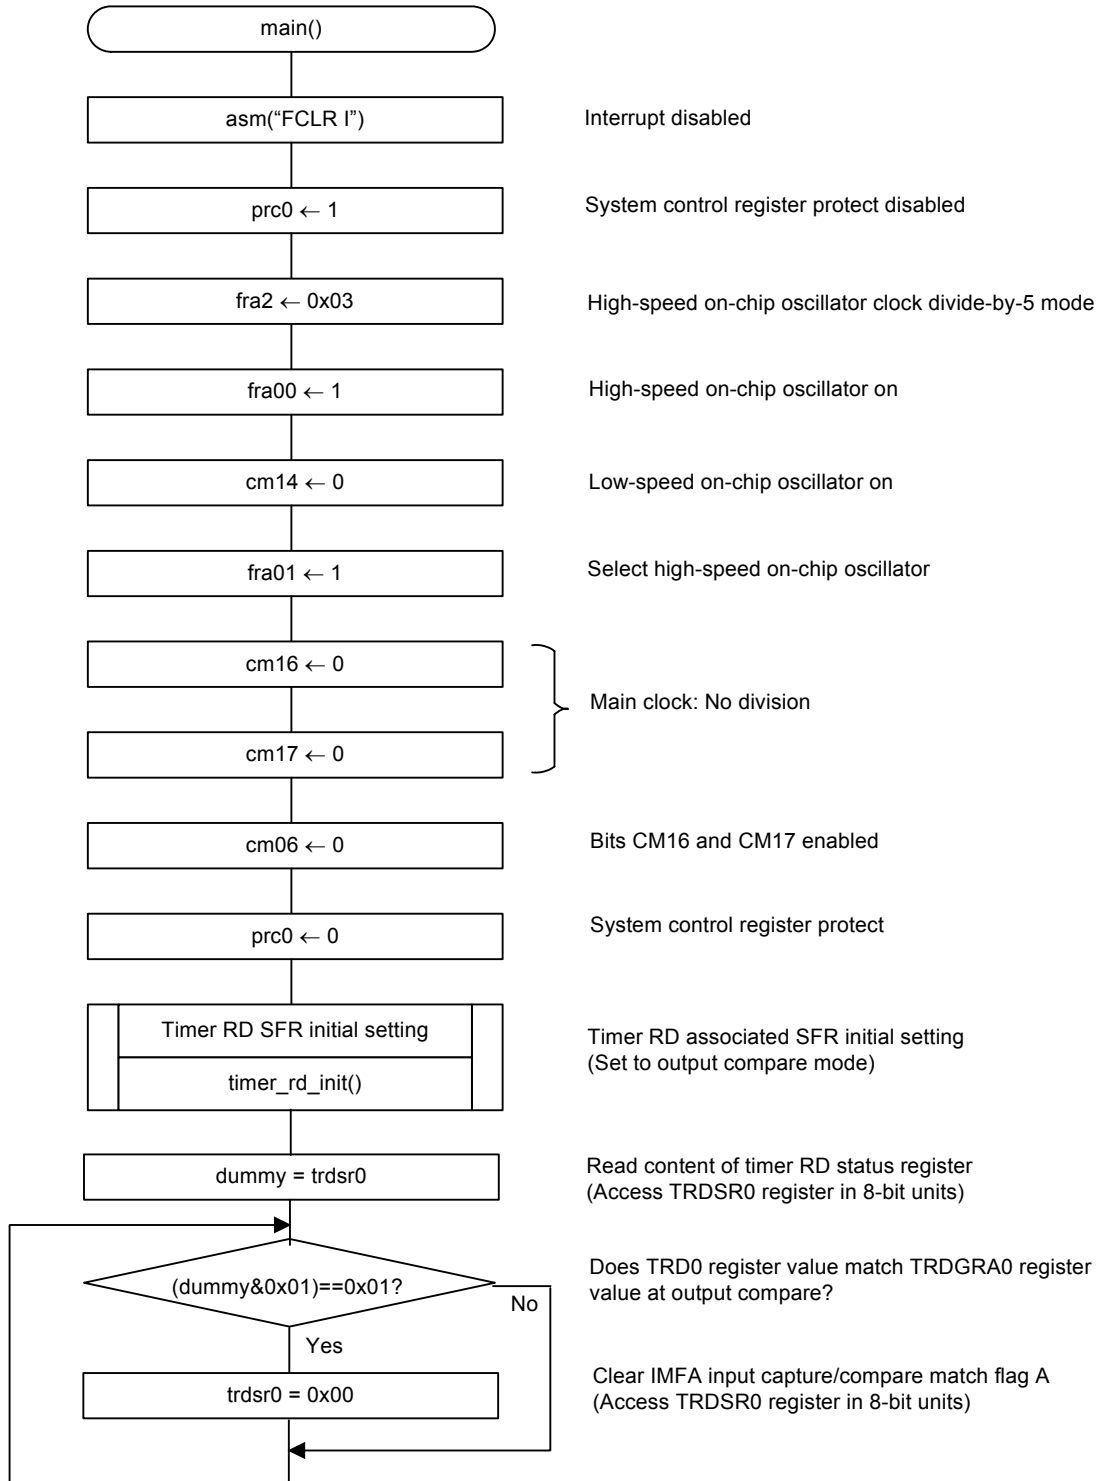 main()
asm(“FCLR I”)
Interrupt disabled
prc0 ← 1
System control register protect disabled
fra2 ← 0x03
High-speed on-chip oscillator clock divide-by-5 mode
fra00 ← 1
High-speed on-chip oscillator on
cm14 ← 0
Low-speed on-chip oscillator on
fra01 ← 1
Select high-speed on-chip oscillator
cm16 ← 0
Main clock: No division
cm17 ← 0
cm06 ← 0
Bits CM16 and CM17 enabled
prc0 ← 0
System control register protect
Timer RD SFR initial setting
timer_rd_init()
Timer RD associated SFR initial setting
(Set to output compare mode)
dummy = trdsr0
Read content of timer RD status register
(Access TRDSR0 register in 8-bit units)
(dummy&0x01)==0x01?
Does TRD0 register value match TRDGRA0 register
value at output compare?
No
Yes
trdsr0 = 0x00
Clear IMFA input capture/compare match flag A
(Access TRDSR0 register in 8-bit units)